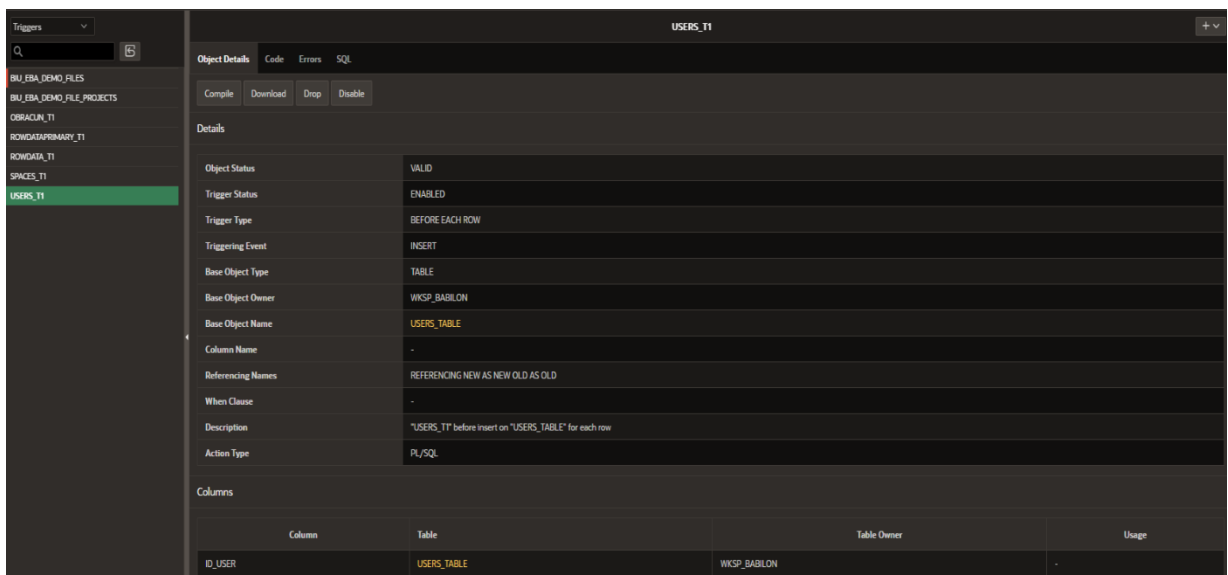 Triggers
USERS_T1
BIU_EBA_DEMO_FILES
BIU_EBA_DEMO_FILE_PROJECTS
OBRACUN_T1
ROWDATAPRIMARY_T1
ROWDATA_T1
SPACES_T1
USERS_T1
Object Details Code Errors SQL
Compile Download Drop Disable
Details
Object Status VALID
Trigger Status ENABLED
Trigger Type BEFORE EACH ROW
Triggering Event INSERT
Base Object Type TABLE
Base Object Owner WKSP_BABILON
Base Object Name USERS_TABLE
Column Name -
Referencing Names REFERENCING NEW AS NEW OLD AS OLD
When Clause -
Description "USERS_T1" before insert on "USERS_TABLE" for each row
Action Type PL/SQL
Columns
Column Table Table Owner Usage
ID_USER USERS_TABLE WKSP_BABILON -